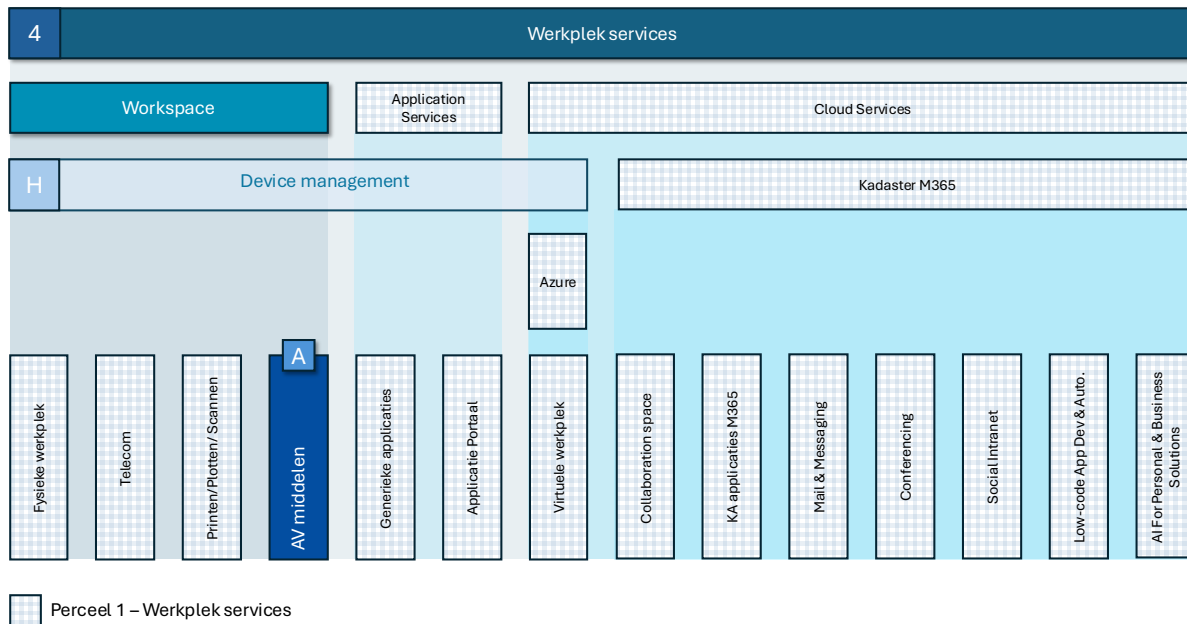 4
Werkplek services
Workspace
Application
Services
Cloud Services
H
Device management
Kadaster M365
Azure
A
Fysieke werkplek
Telecom
Printen/Plotten/ Scannen
AV middelen
Generieke applicaties
Applicatie Portaal
Virtuele werkplek
Collaboration space
KA applicaties M365
Mail & Messaging
Conferencing
Social Intranet
Low-code App Dev & Auto.
AI For Personal & Business
Solutions
Perceel 1 – Werkplek services